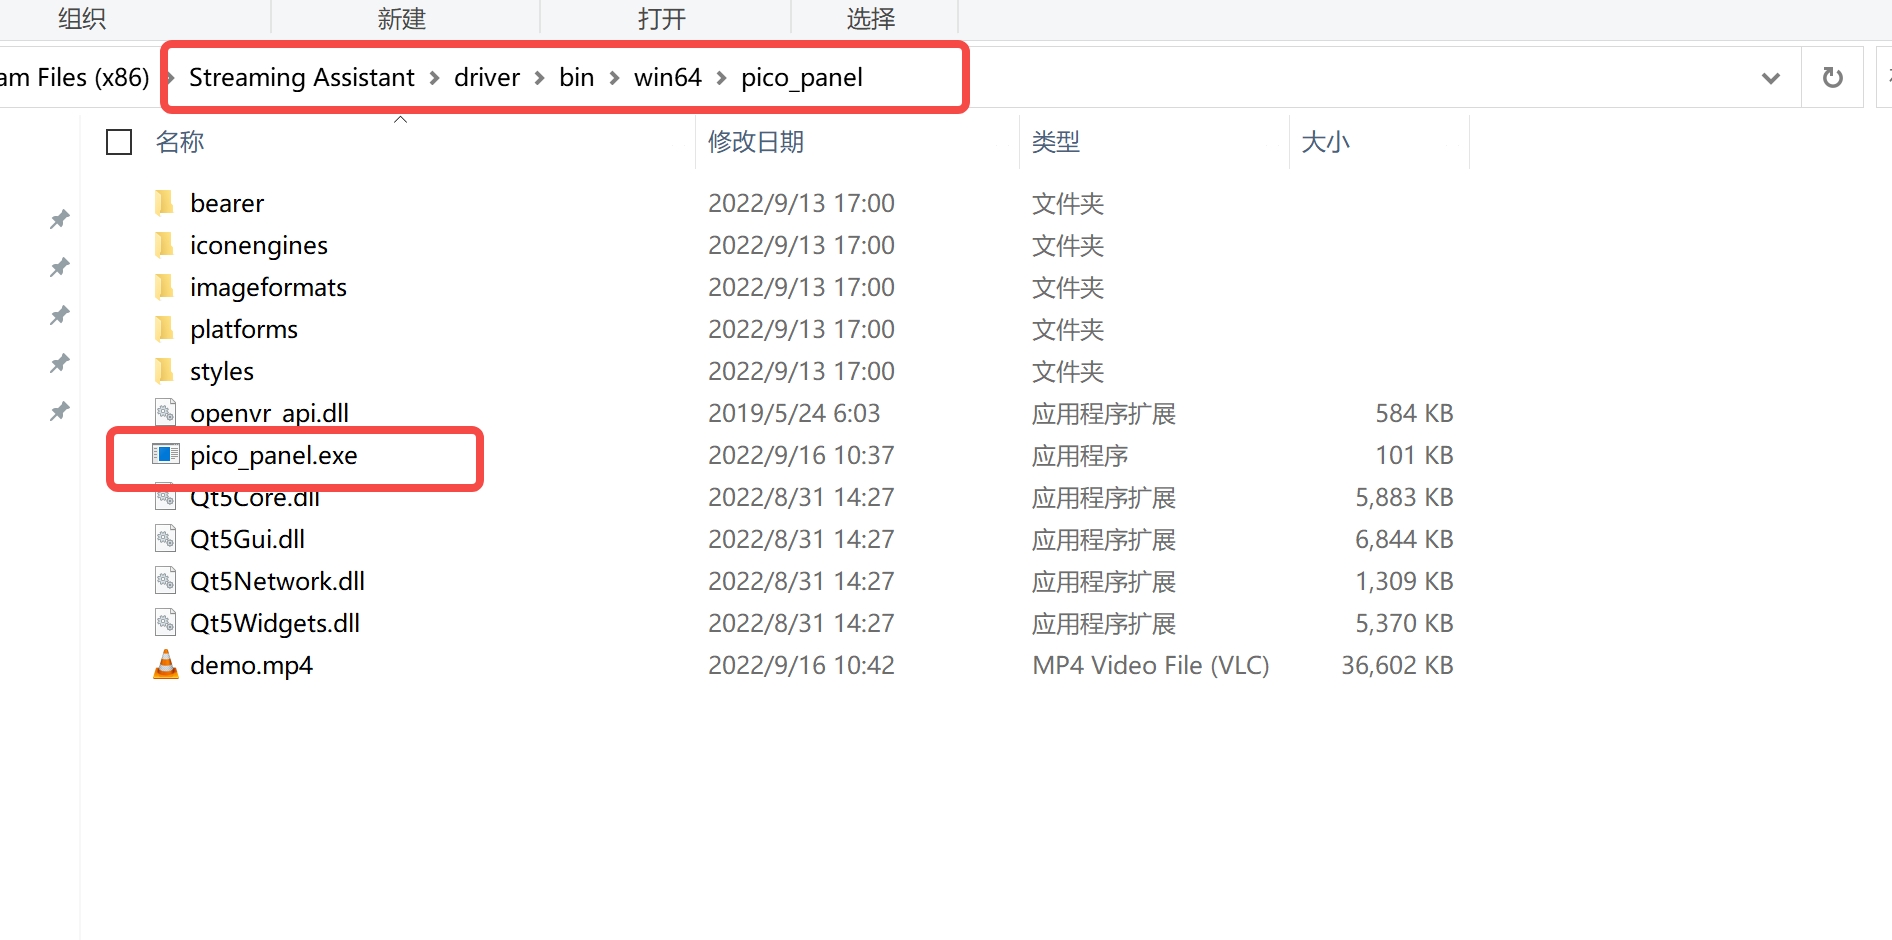 组织 新建 打开 选择
am Files (x86) Streaming Assistant driver bin win64 pico_panel
名称 修改日期 类型 大小
bearer 2022/9/13 17:00 文件夹
iconengines 2022/9/13 17:00 文件夹
imageformats 2022/9/13 17:00 文件夹
platforms 2022/9/13 17:00 文件夹
styles 2022/9/13 17:00 文件夹
openvr_api.dll 2019/5/24 6:03 应用程序扩展 584 KB
pico_panel.exe 2022/9/16 10:37 应用程序 101 KB
Qt5Core.dll 2022/8/31 14:27 应用程序扩展 5,883 KB
Qt5Gui.dll 2022/8/31 14:27 应用程序扩展 6,844 KB
Qt5Network.dll 2022/8/31 14:27 应用程序扩展 1,309 KB
Qt5Widgets.dll 2022/8/31 14:27 应用程序扩展 5,370 KB
demo.mp4 2022/9/16 10:42 MP4 Video File (VLC) 36,602 KB